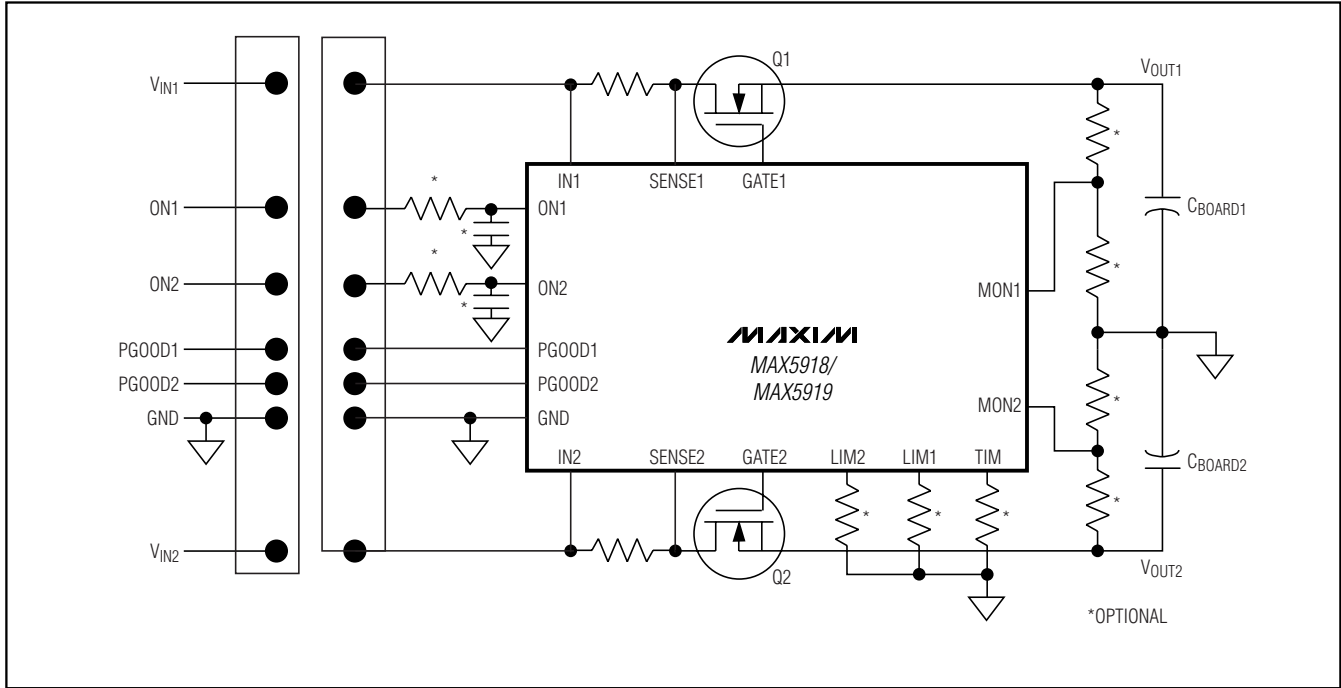 Q1
VIN1
VOUT1
*
IN1
SENSE1
GATE1
*
ON1
ON1
*
CBOARD1
*
*
ON2
ON2
*
MON1
MAXIM
PGOOD1
PGOOD1
MAX5918/
MAX5919
PGOOD2
PGOOD2
*
GND
GND
MON2
IN2
SENSE2
GATE2
LIM2
LIM1
TIM
CBOARD2
*
*
*
*
VIN2
Q2
VOUT2
*OPTIONAL